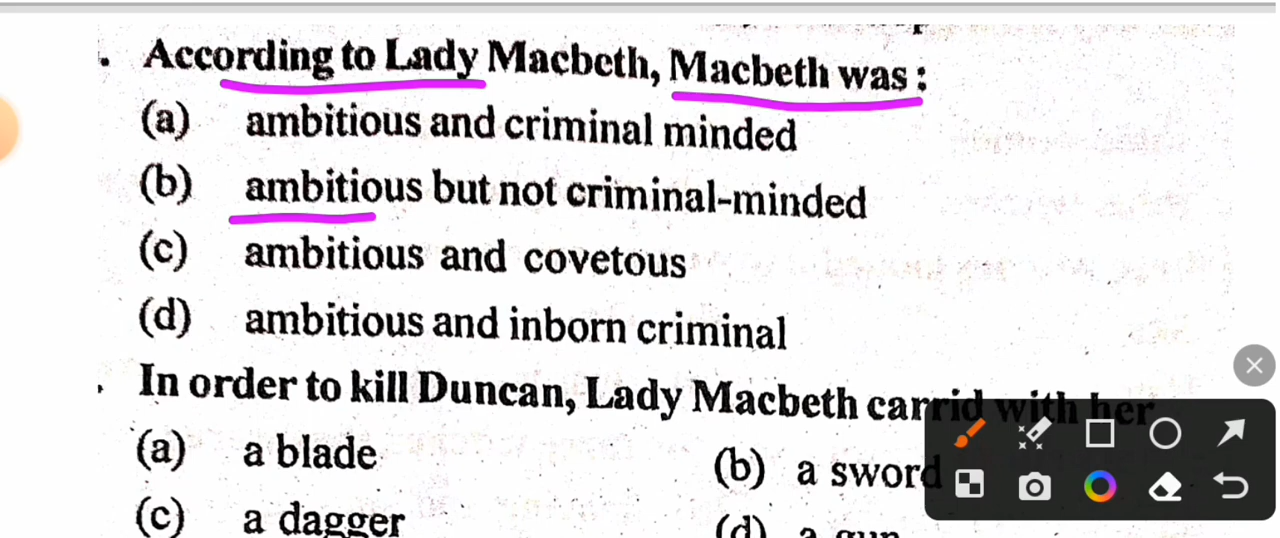 . According to Lady Macbeth, Macbeth was :
(a) ambitious and criminal minded
(b) ambitious but not criminal-minded
(c) ambitious and covetous
(d) ambitious and inborn criminal
. In order to kill Duncan, Lady Macbeth carrid with her
(a) a blade
(b) a sword
(c) a dagger
(d) a gun